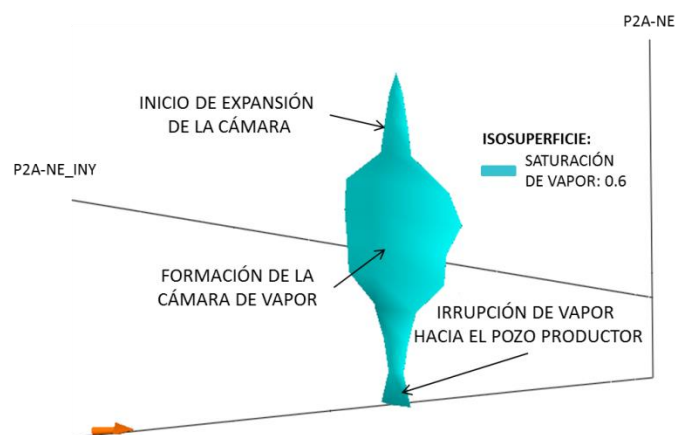 P2A-NE
INICIO DE EXPANSIÓN
DE LA CÁMARA
ISOSUPERFICIE:
SATURACIÓN
DE VAPOR: 0.6
P2A-NE_INY
FORMACIÓN DE LA
CÁMARA DE VAPOR
IRRUPCIÓN DE VAPOR
HACIA EL POZO PRODUCTOR